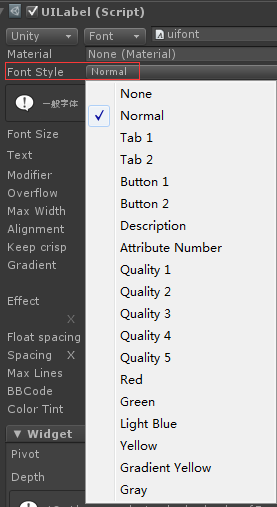 UILabel (Script)
Unity Font uifont
Material None (Material)
Font Style Normal
一般字体
Font Size
Text
Modifier
Overflow
Max Width
Alignment
Keep crisp
Gradient
Effect
X
Float spacing
Spacing X
Max Lines
BBCode
Color Tint
Widget
Pivot
Depth
None
✓ Normal
Tab 1
Tab 2
Button 1
Button 2
Description
Attribute Number
Quality 1
Quality 2
Quality 3
Quality 4
Quality 5
Red
Green
Light Blue
Yellow
Gradient Yellow
Gray